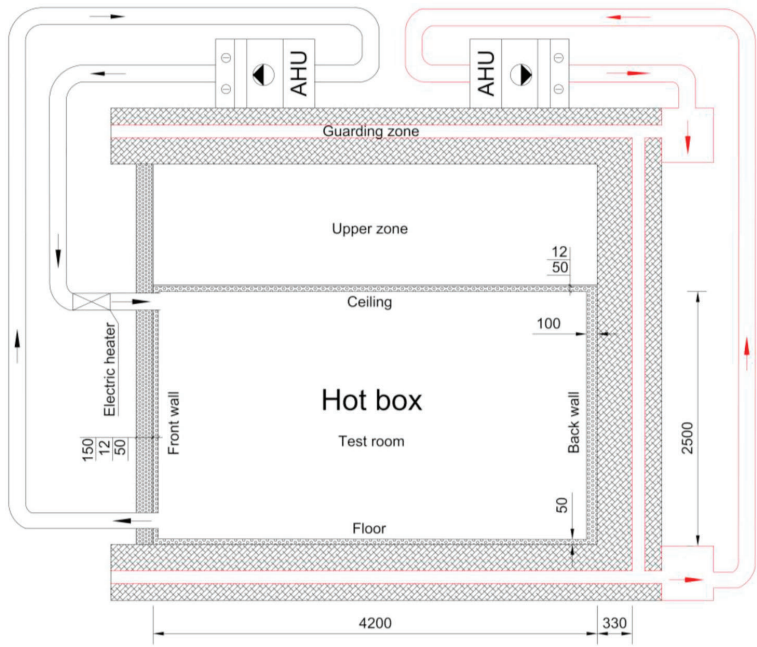 AHU
AHU
Guarding zone
Upper zone
12
50
Ceiling
100
Electric heater
Hot box
Front wall
Back wall
Test room
150
12
50
2500
50
Floor
4200
330